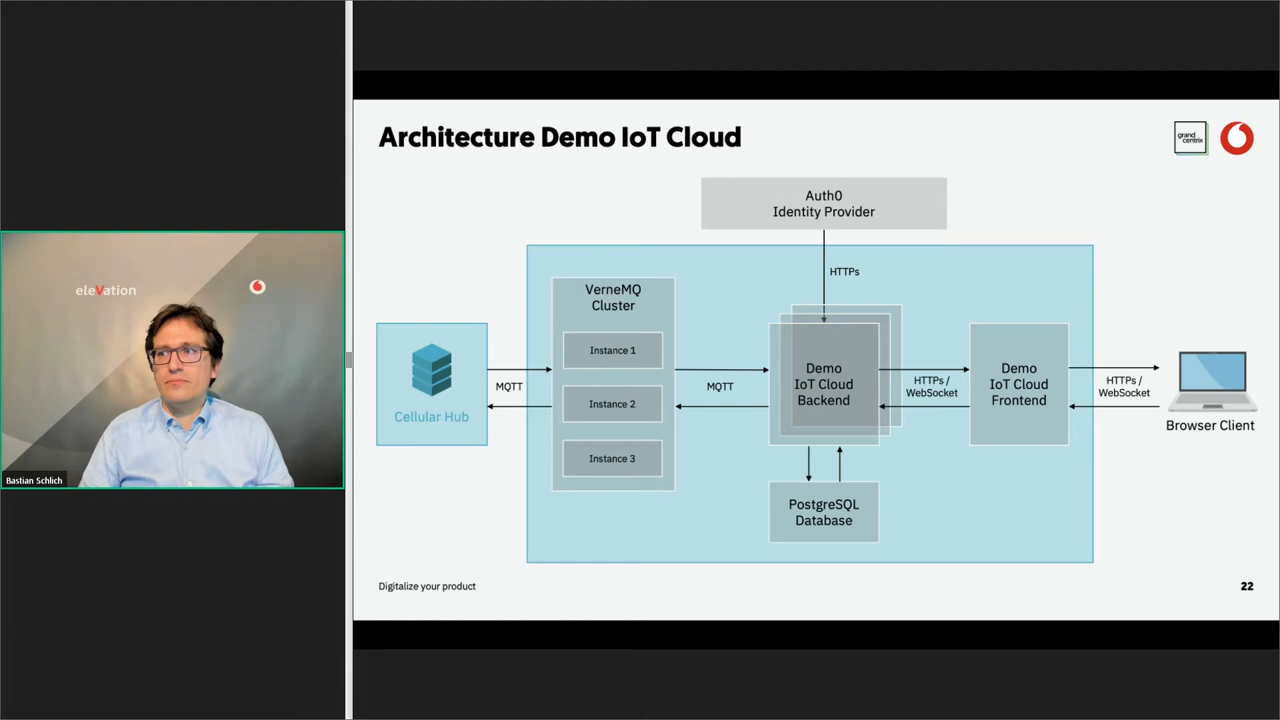 eleVation
Bastian Schlich
Architecture Demo IoT Cloud
grand
centrix
Auth0
Identity Provider
HTTPs
VerneMQ
Cluster
Instance 1
Instance 2
Instance 3
Cellular Hub
MQTT
MQTT
Demo
IoT Cloud
Backend
HTTPs /
WebSocket
Demo
IoT Cloud
Frontend
HTTPs /
WebSocket
Browser Client
PostgreSQL
Database
Digitalize your product
22